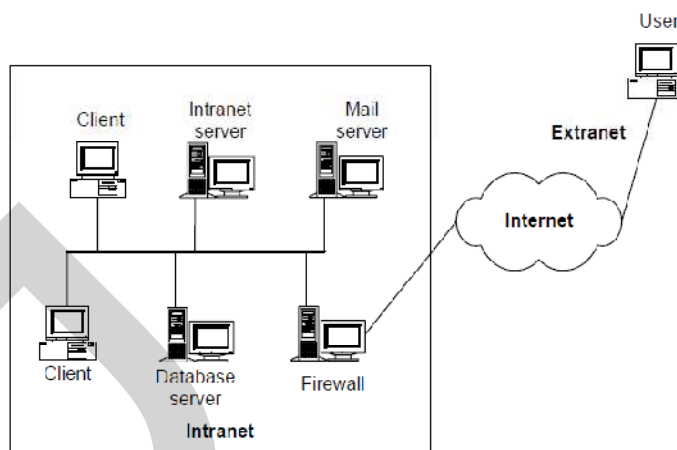 User
Client
Intranet
server
Mail
server
Extranet
Internet
Client
Database
server
Firewall
Intranet